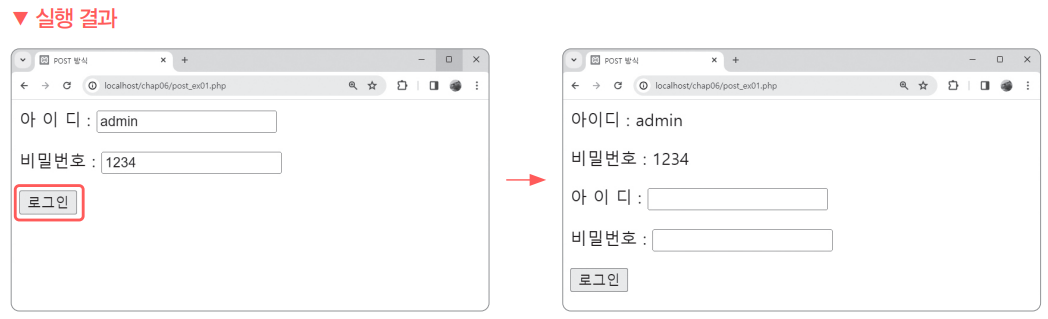 ▼ 실행 결과
POST 방식
localhost/chap06/post_ex01.php
아 이 디 : admin
비밀번호 : 1234
로그인
POST 방식
localhost/chap06/post_ex01.php
아이디 : admin
비밀번호 : 1234
아 이 디 :
비밀번호 :
로그인